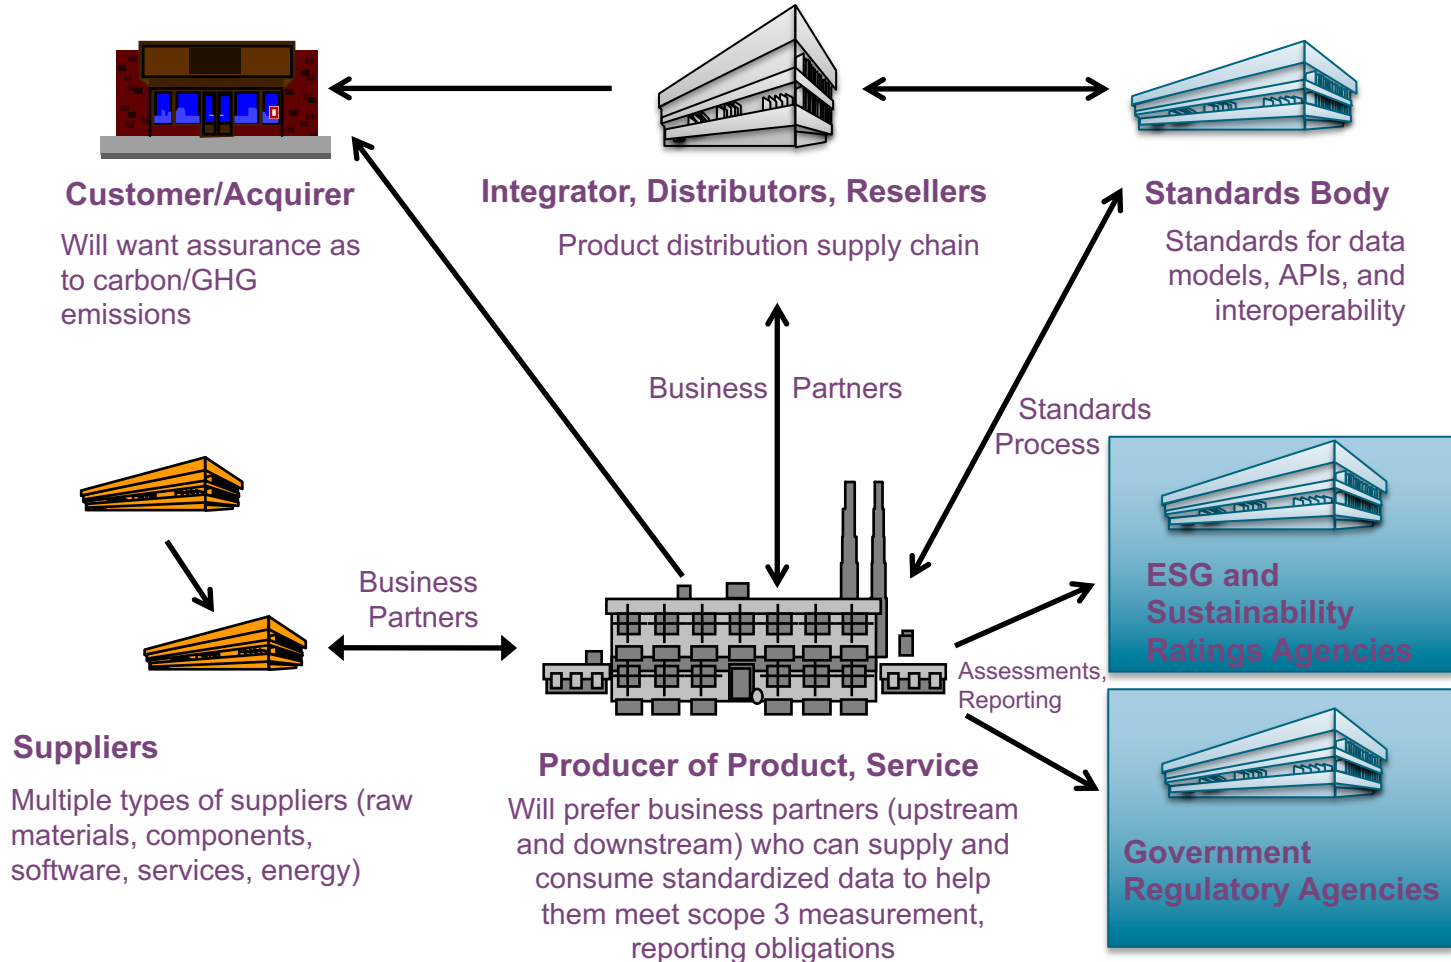 Customer/Acquirer
Will want assurance as
to carbon/GHG
emissions
Integrator, Distributors, Resellers
Product distribution supply chain
Standards Body
Standards for data
models, APIs, and
interoperability
Business Partners
Standards
Process
Business
Partners
ESG and
Sustainability
Ratings Agencies
Assessments,
Reporting
Suppliers
Multiple types of suppliers (raw
materials, components,
software, services, energy)
Producer of Product, Service
Will prefer business partners (upstream
and downstream) who can supply and
consume standardized data to help
them meet scope 3 measurement,
reporting obligations
Government
Regulatory Agencies